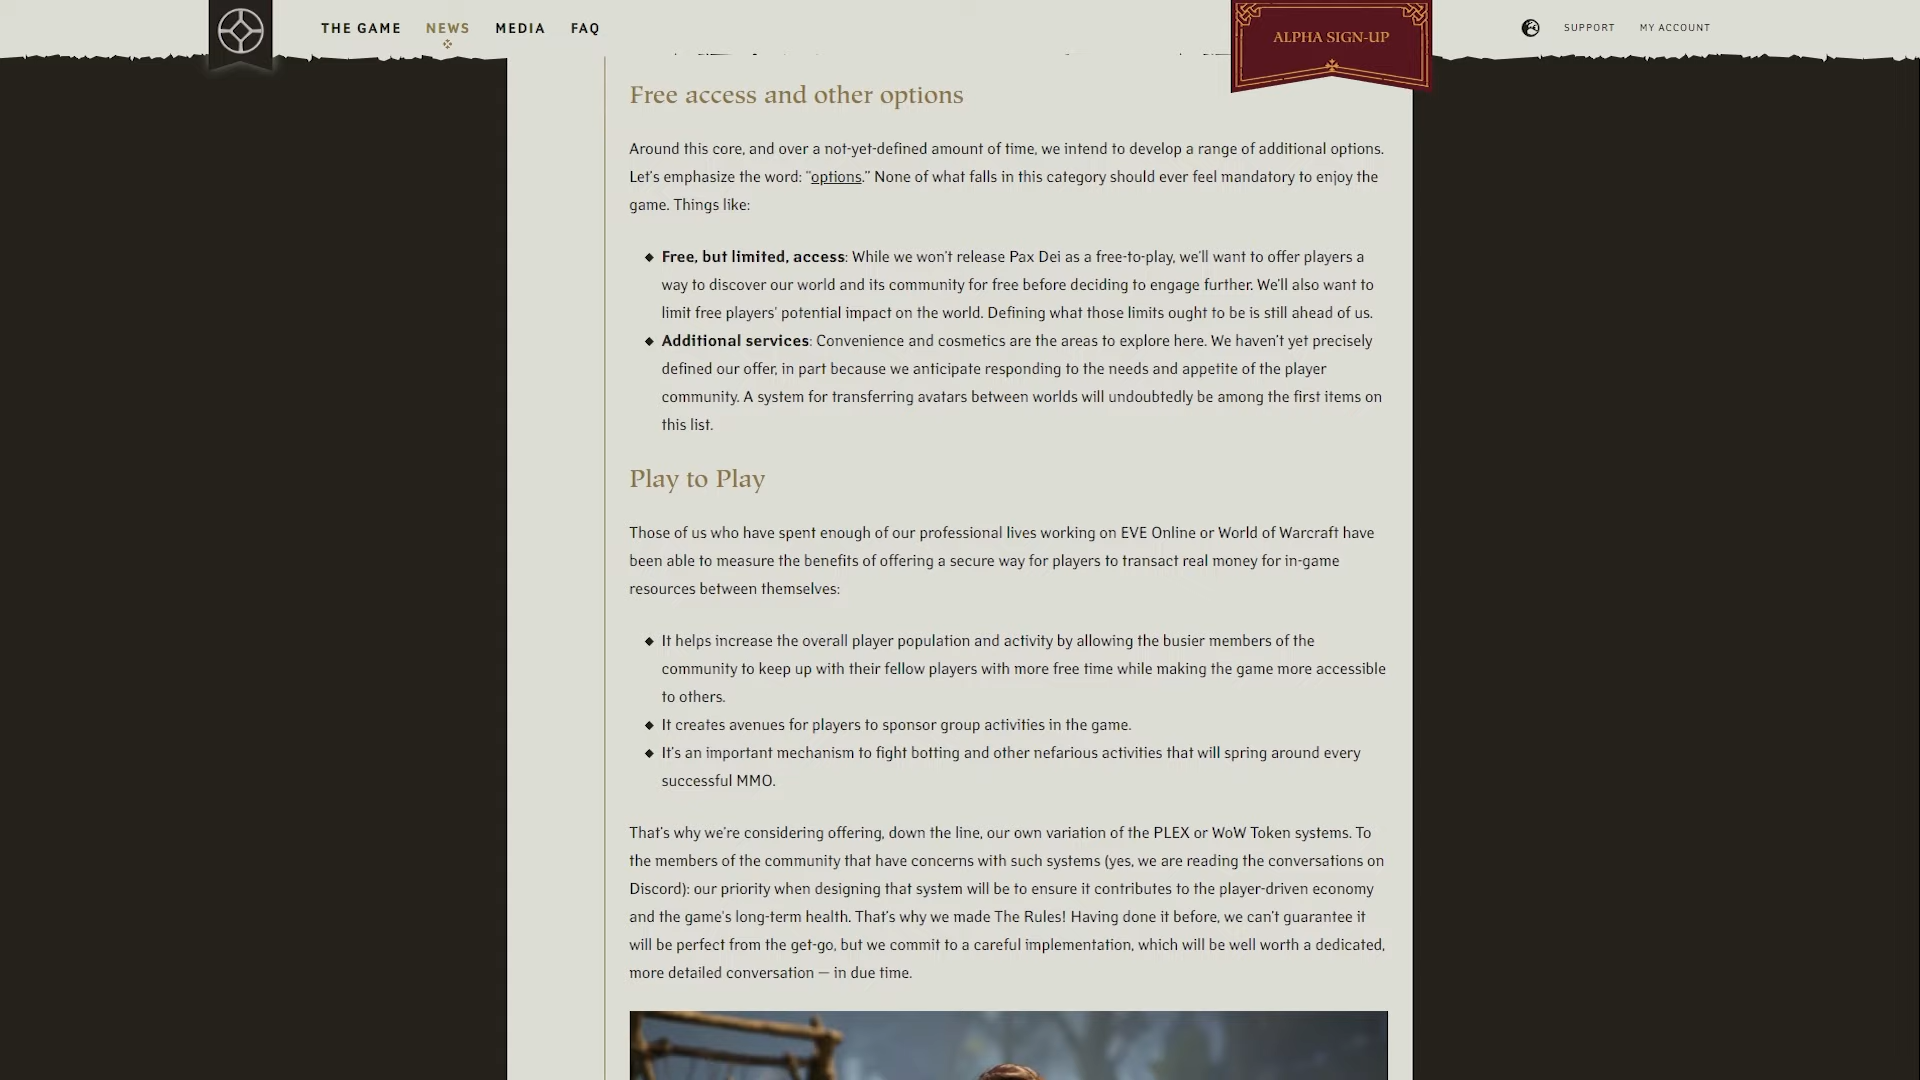 THE GAME NEWS MEDIA FAQ ALPHA SIGN-UP SUPPORT MY ACCOUNT
Free access and other options
Around this core, and over a not-yet-defined amount of time, we intend to develop a range of additional options.
Let's emphasize the word: "options." None of what falls in this category should ever feel mandatory to enjoy the
game. Things like:
◆ Free, but limited, access: While we won't release Pax Dei as a free-to-play, we'll want to offer players a
way to discover our world and its community for free before deciding to engage further. We'll also want to
limit free players' potential impact on the world. Defining what those limits ought to be is still ahead of us.
◆ Additional services: Convenience and cosmetics are the areas to explore here. We haven't yet precisely
defined our offer, in part because we anticipate responding to the needs and appetite of the player
community. A system for transferring avatars between worlds will undoubtedly be among the first items on
this list.
Play to Play
Those of us who have spent enough of our professional lives working on EVE Online or World of Warcraft have
been able to measure the benefits of offering a secure way for players to transact real money for in-game
resources between themselves:
◆ It helps increase the overall player population and activity by allowing the busier members of the
community to keep up with their fellow players with more free time while making the game more accessible
to others.
◆ It creates avenues for players to sponsor group activities in the game.
◆ It's an important mechanism to fight botting and other nefarious activities that will spring around every
successful MMO.
That's why we're considering offering, down the line, our own variation of the PLEX or WoW Token systems. To
the members of the community that have concerns with such systems (yes, we are reading the conversations on
Discord): our priority when designing that system will be to ensure it contributes to the player-driven economy
and the game's long-term health. That's why we made The Rules! Having done it before, we can't guarantee it
will be perfect from the get-go, but we commit to a careful implementation, which will be well worth a dedicated,
more detailed conversation — in due time.